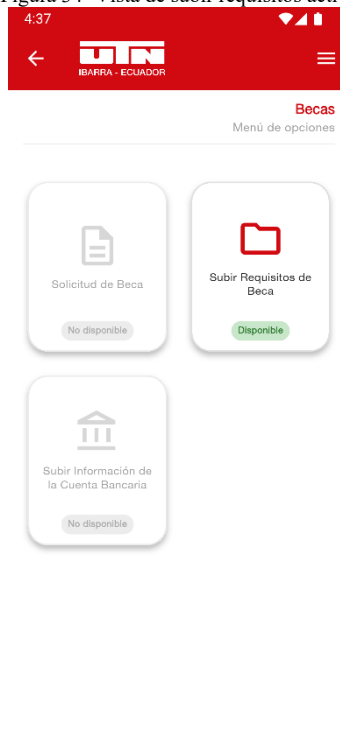 4:37
UTN
IBARRA - ECUADOR
Becas
Menú de opciones
Solicitud de Beca
No disponible
Subir Requisitos de
Beca
Disponible
Subir Información de
la Cuenta Bancaria
No disponible